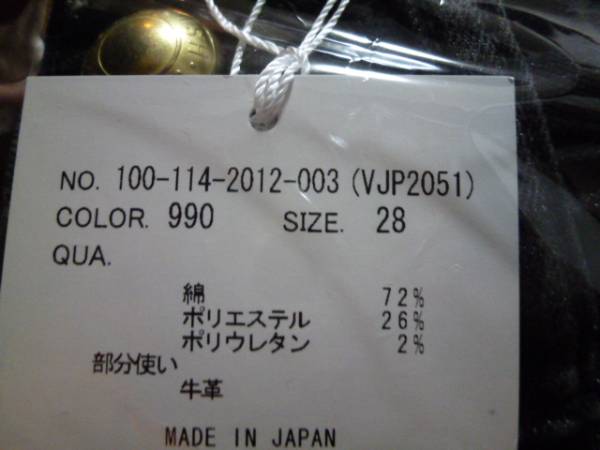 NO. 100-114-2012-003 (VJP2051)
COLOR. 990 SIZE. 28
QUA.
綿 72%
ポリエステル 26%
ポリウレタン 2%
部分使い
牛革
MADE IN JAPAN